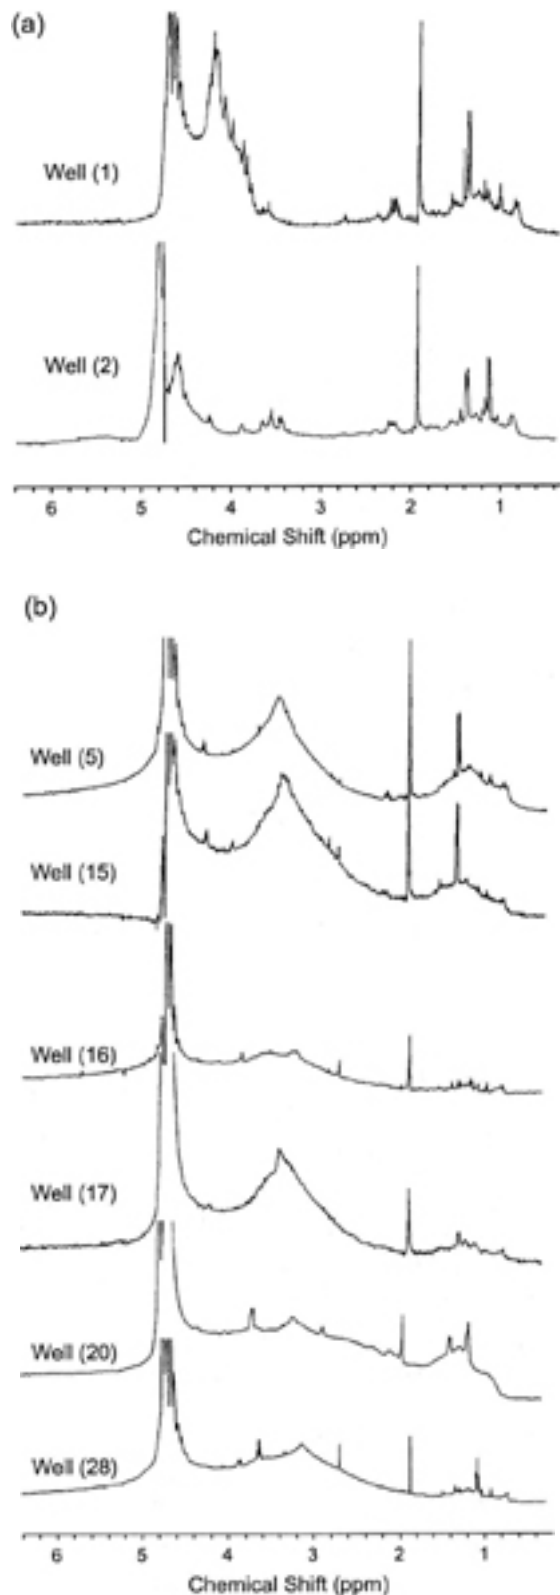 (a)
Well (1)
Well (2)
6 5 4 3 2 1
Chemical Shift (ppm)
(b)
Well (5)
Well (15)
Well (16)
Well (17)
Well (20)
Well (28)
6 5 4 3 2 1
Chemical Shift (ppm)